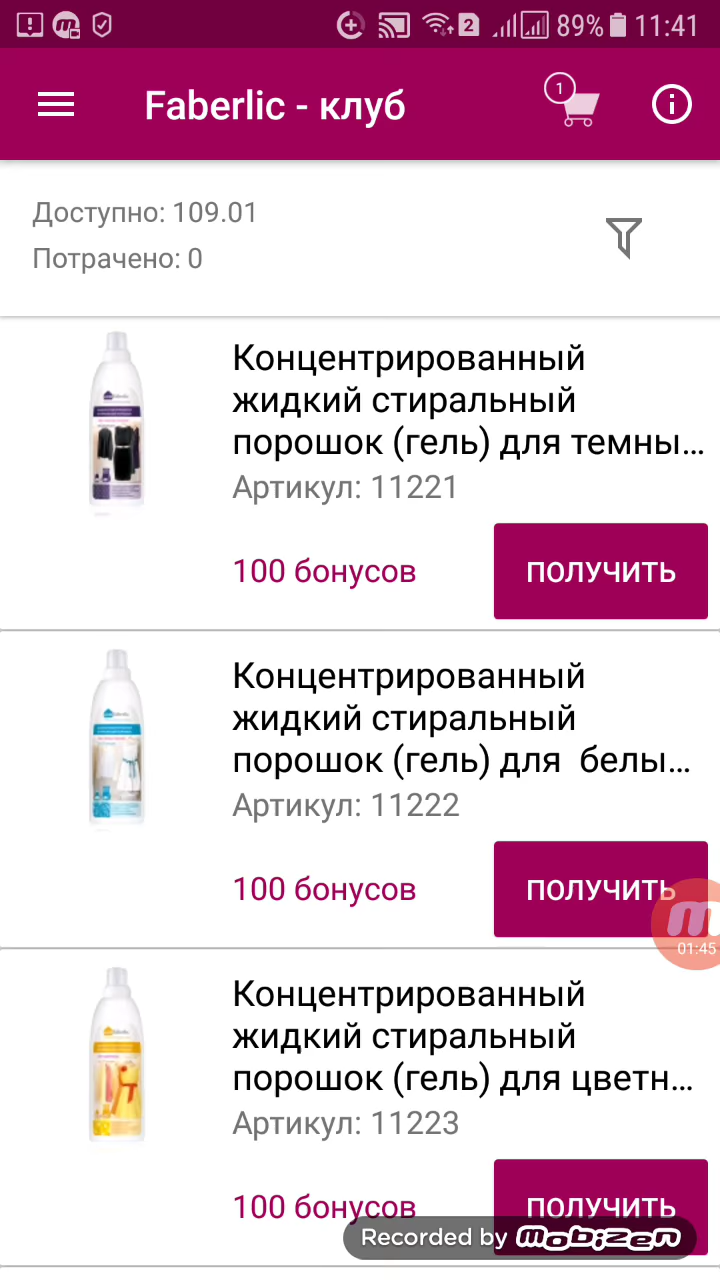 2 89% 11:41
Faberlic - клуб
1
Доступно: 109.01
Потрачено: 0
Концентрированный
жидкий стиральный
порошок (гель) для темны...
Артикул: 11221
100 бонусов
ПОЛУЧИТЬ
Концентрированный
жидкий стиральный
порошок (гель) для белы...
Артикул: 11222
100 бонусов
ПОЛУЧИТЬ
01:45
Концентрированный
жидкий стиральный
порошок (гель) для цветн...
Артикул: 11223
100 бонусов
ПОЛУЧИТЬ
Recorded by mobizen